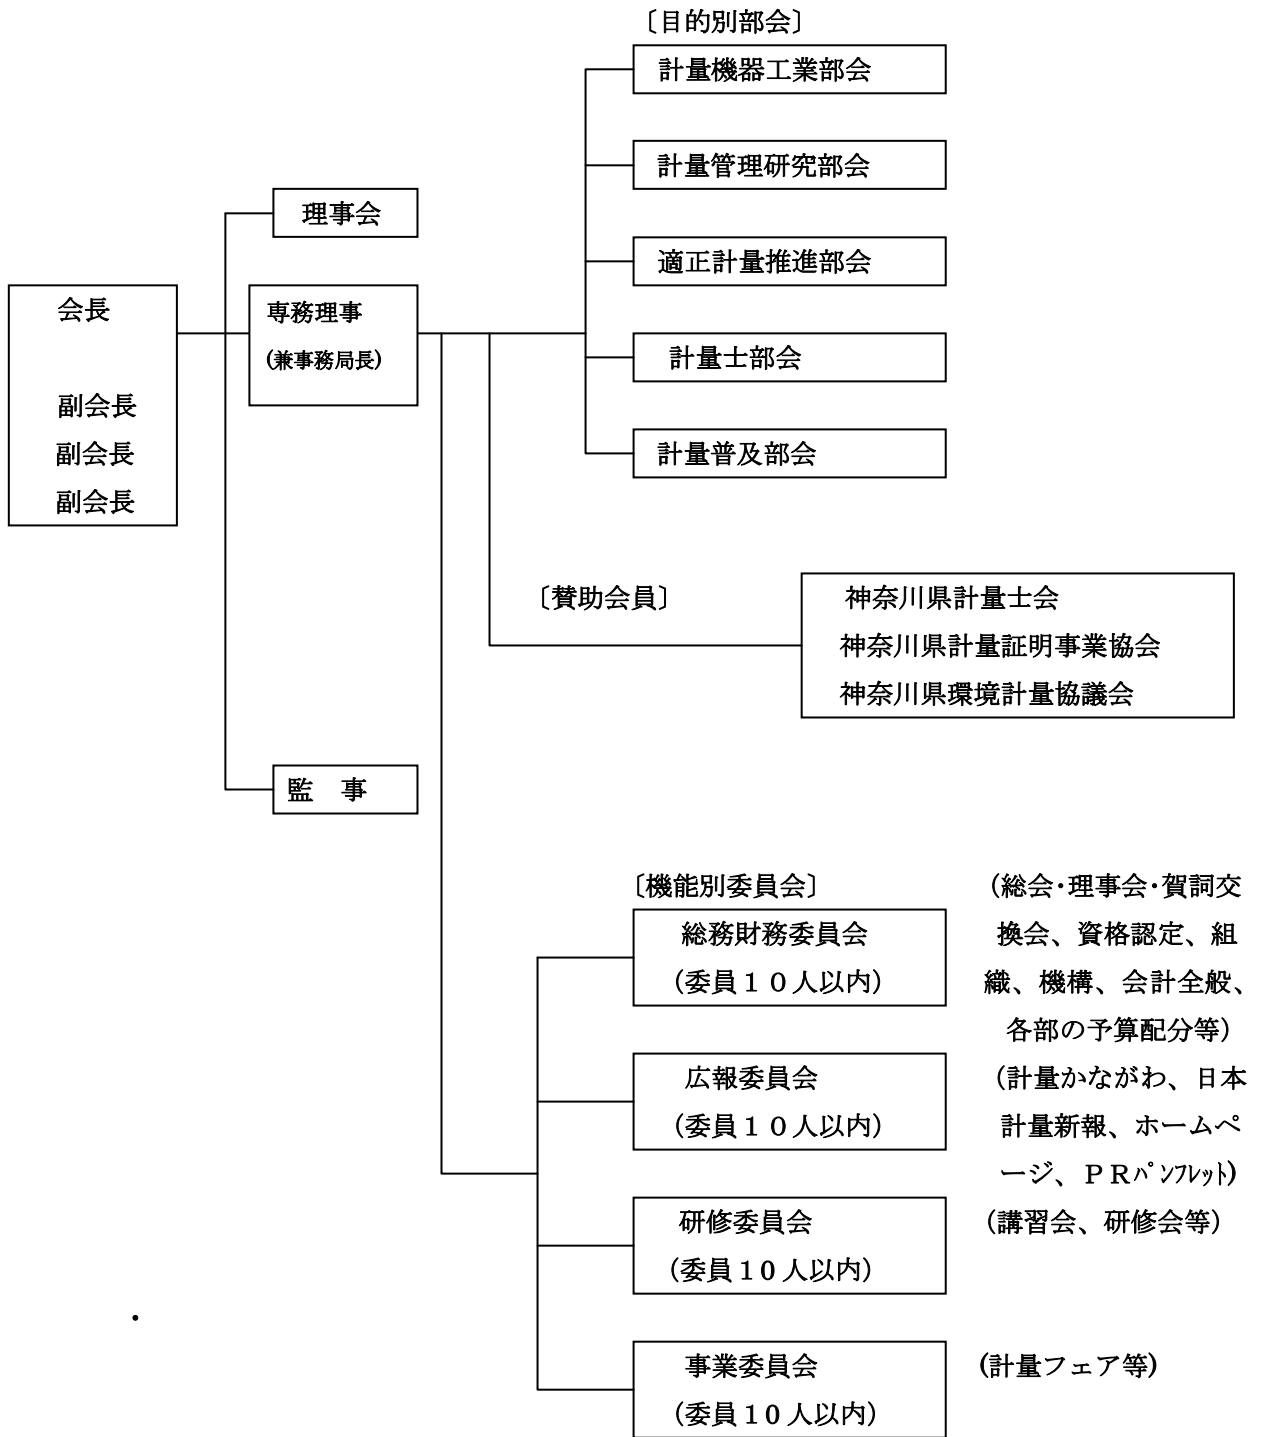 〔目的別部会〕
計量機器工業部会
計量管理研究部会
理事会
適正計量推進部会
会長
専務理事
(兼事務局長)
計量士部会
副会長
副会長
副会長
計量普及部会
〔賛助会員〕
神奈川県計量士会
神奈川県計量証明事業協会
神奈川県環境計量協議会
監　事
〔機能別委員会〕
総務財務委員会
（委員１０人以内）
（総会･理事会･賀詞交
換会、資格認定、組
織、機構、会計全般、
各部の予算配分等）
広報委員会
（委員１０人以内）
（計量かながわ、日本
計量新報、ホームペ
ージ、ＰＲﾊﾟﾝﾌﾚｯﾄ)
研修委員会
（委員１0 人以内）
（講習会、研修会等）
事業委員会
（委員１0 人以内）
(計量フェア等)
・